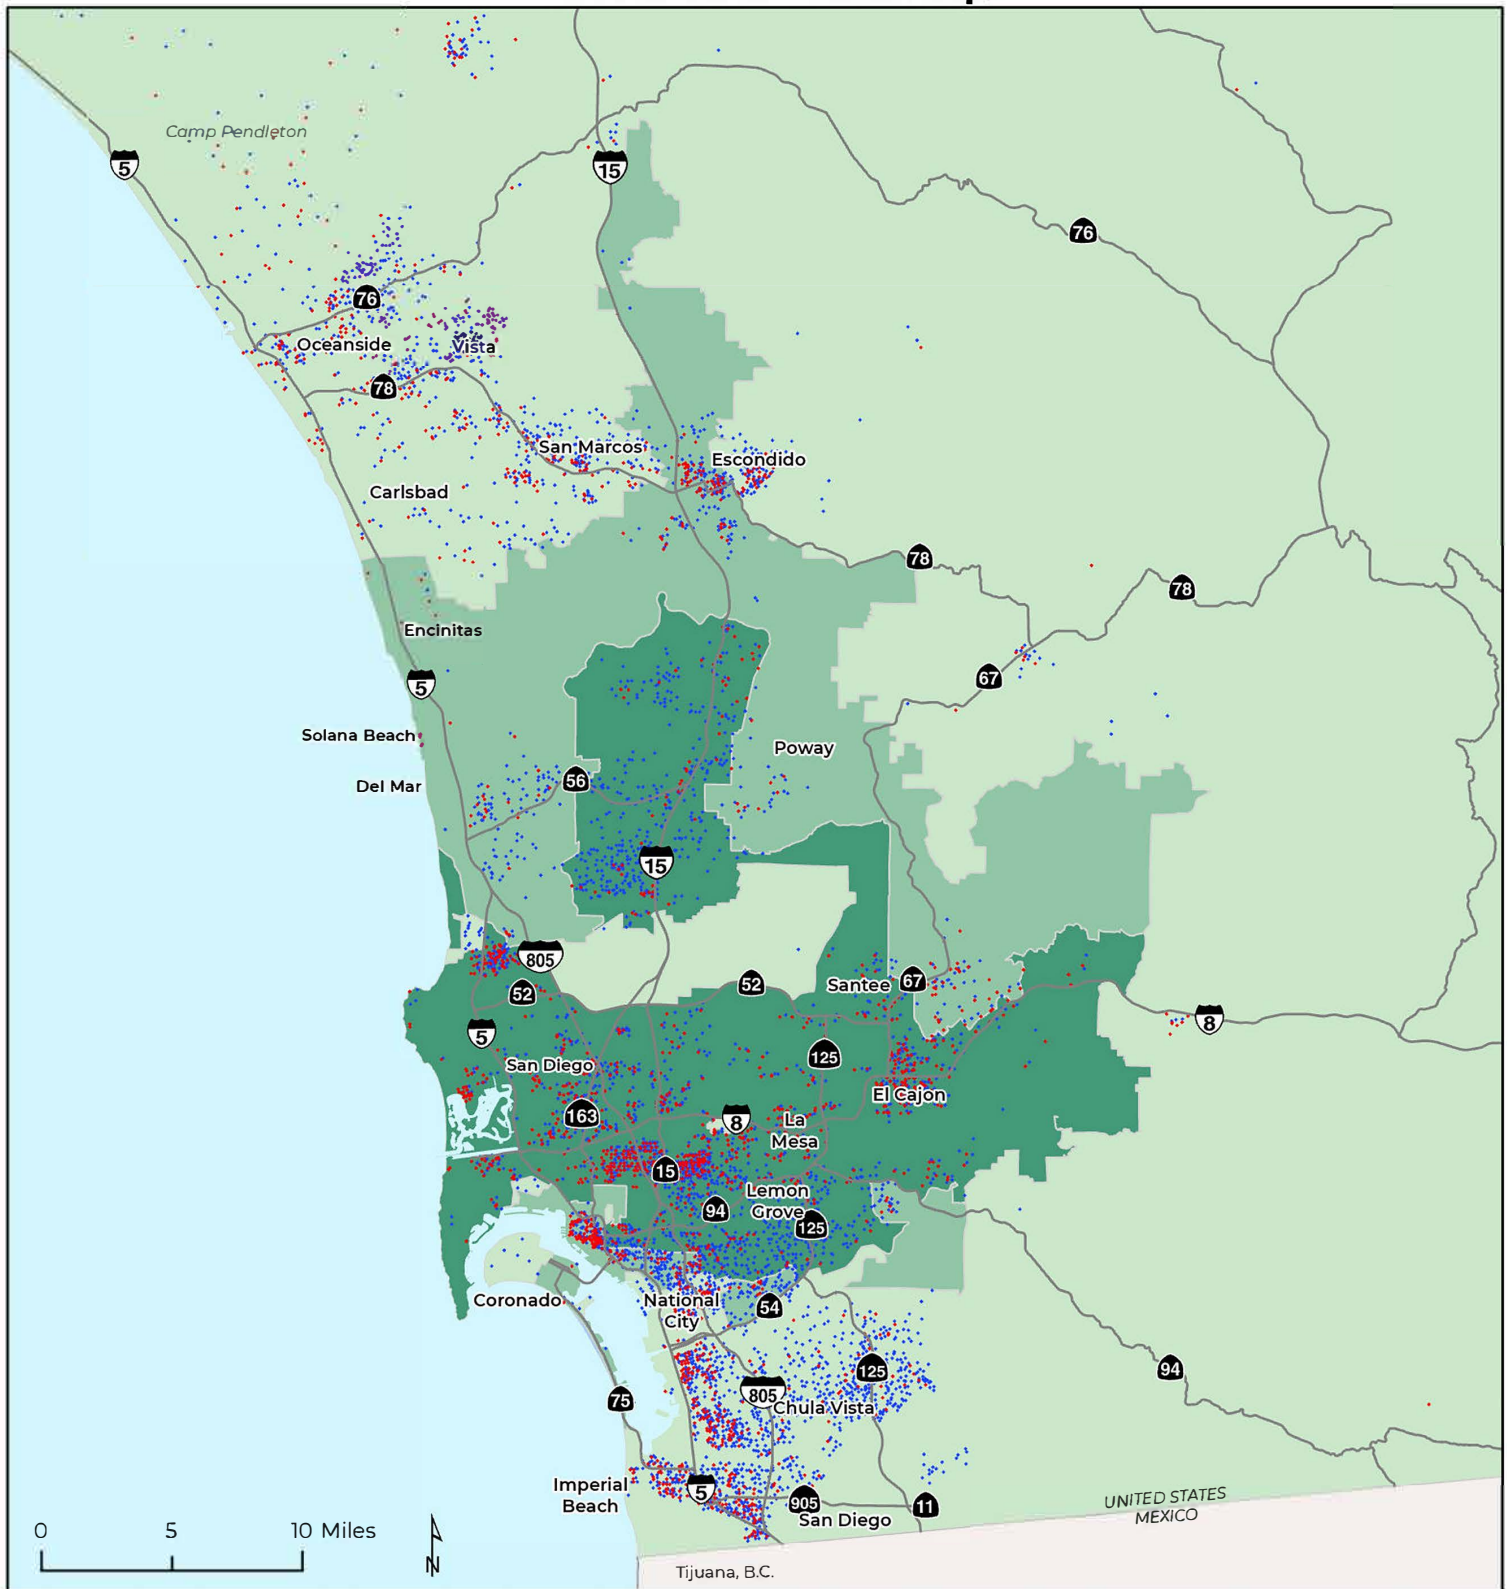 Camp Pendleton
5
15
76
76
Oceanside
Vista
78
San Marcos
Escondido
Carlsbad
78
78
Encinitas
67
5
Solana Beach
Poway
56
Del Mar
15
805
52
Santee
67
52
5
8
125
San Diego
El Cajon
163
8
La
Mesa
15
Lemon
Grove
94
125
Coronado
National
City
54
125
94
75
805
Chula Vista
Imperial
Beach
5
905
11
San Diego
UNITED STATES
MEXICO
0 5 10 Miles
N
Tijuana, B.C.